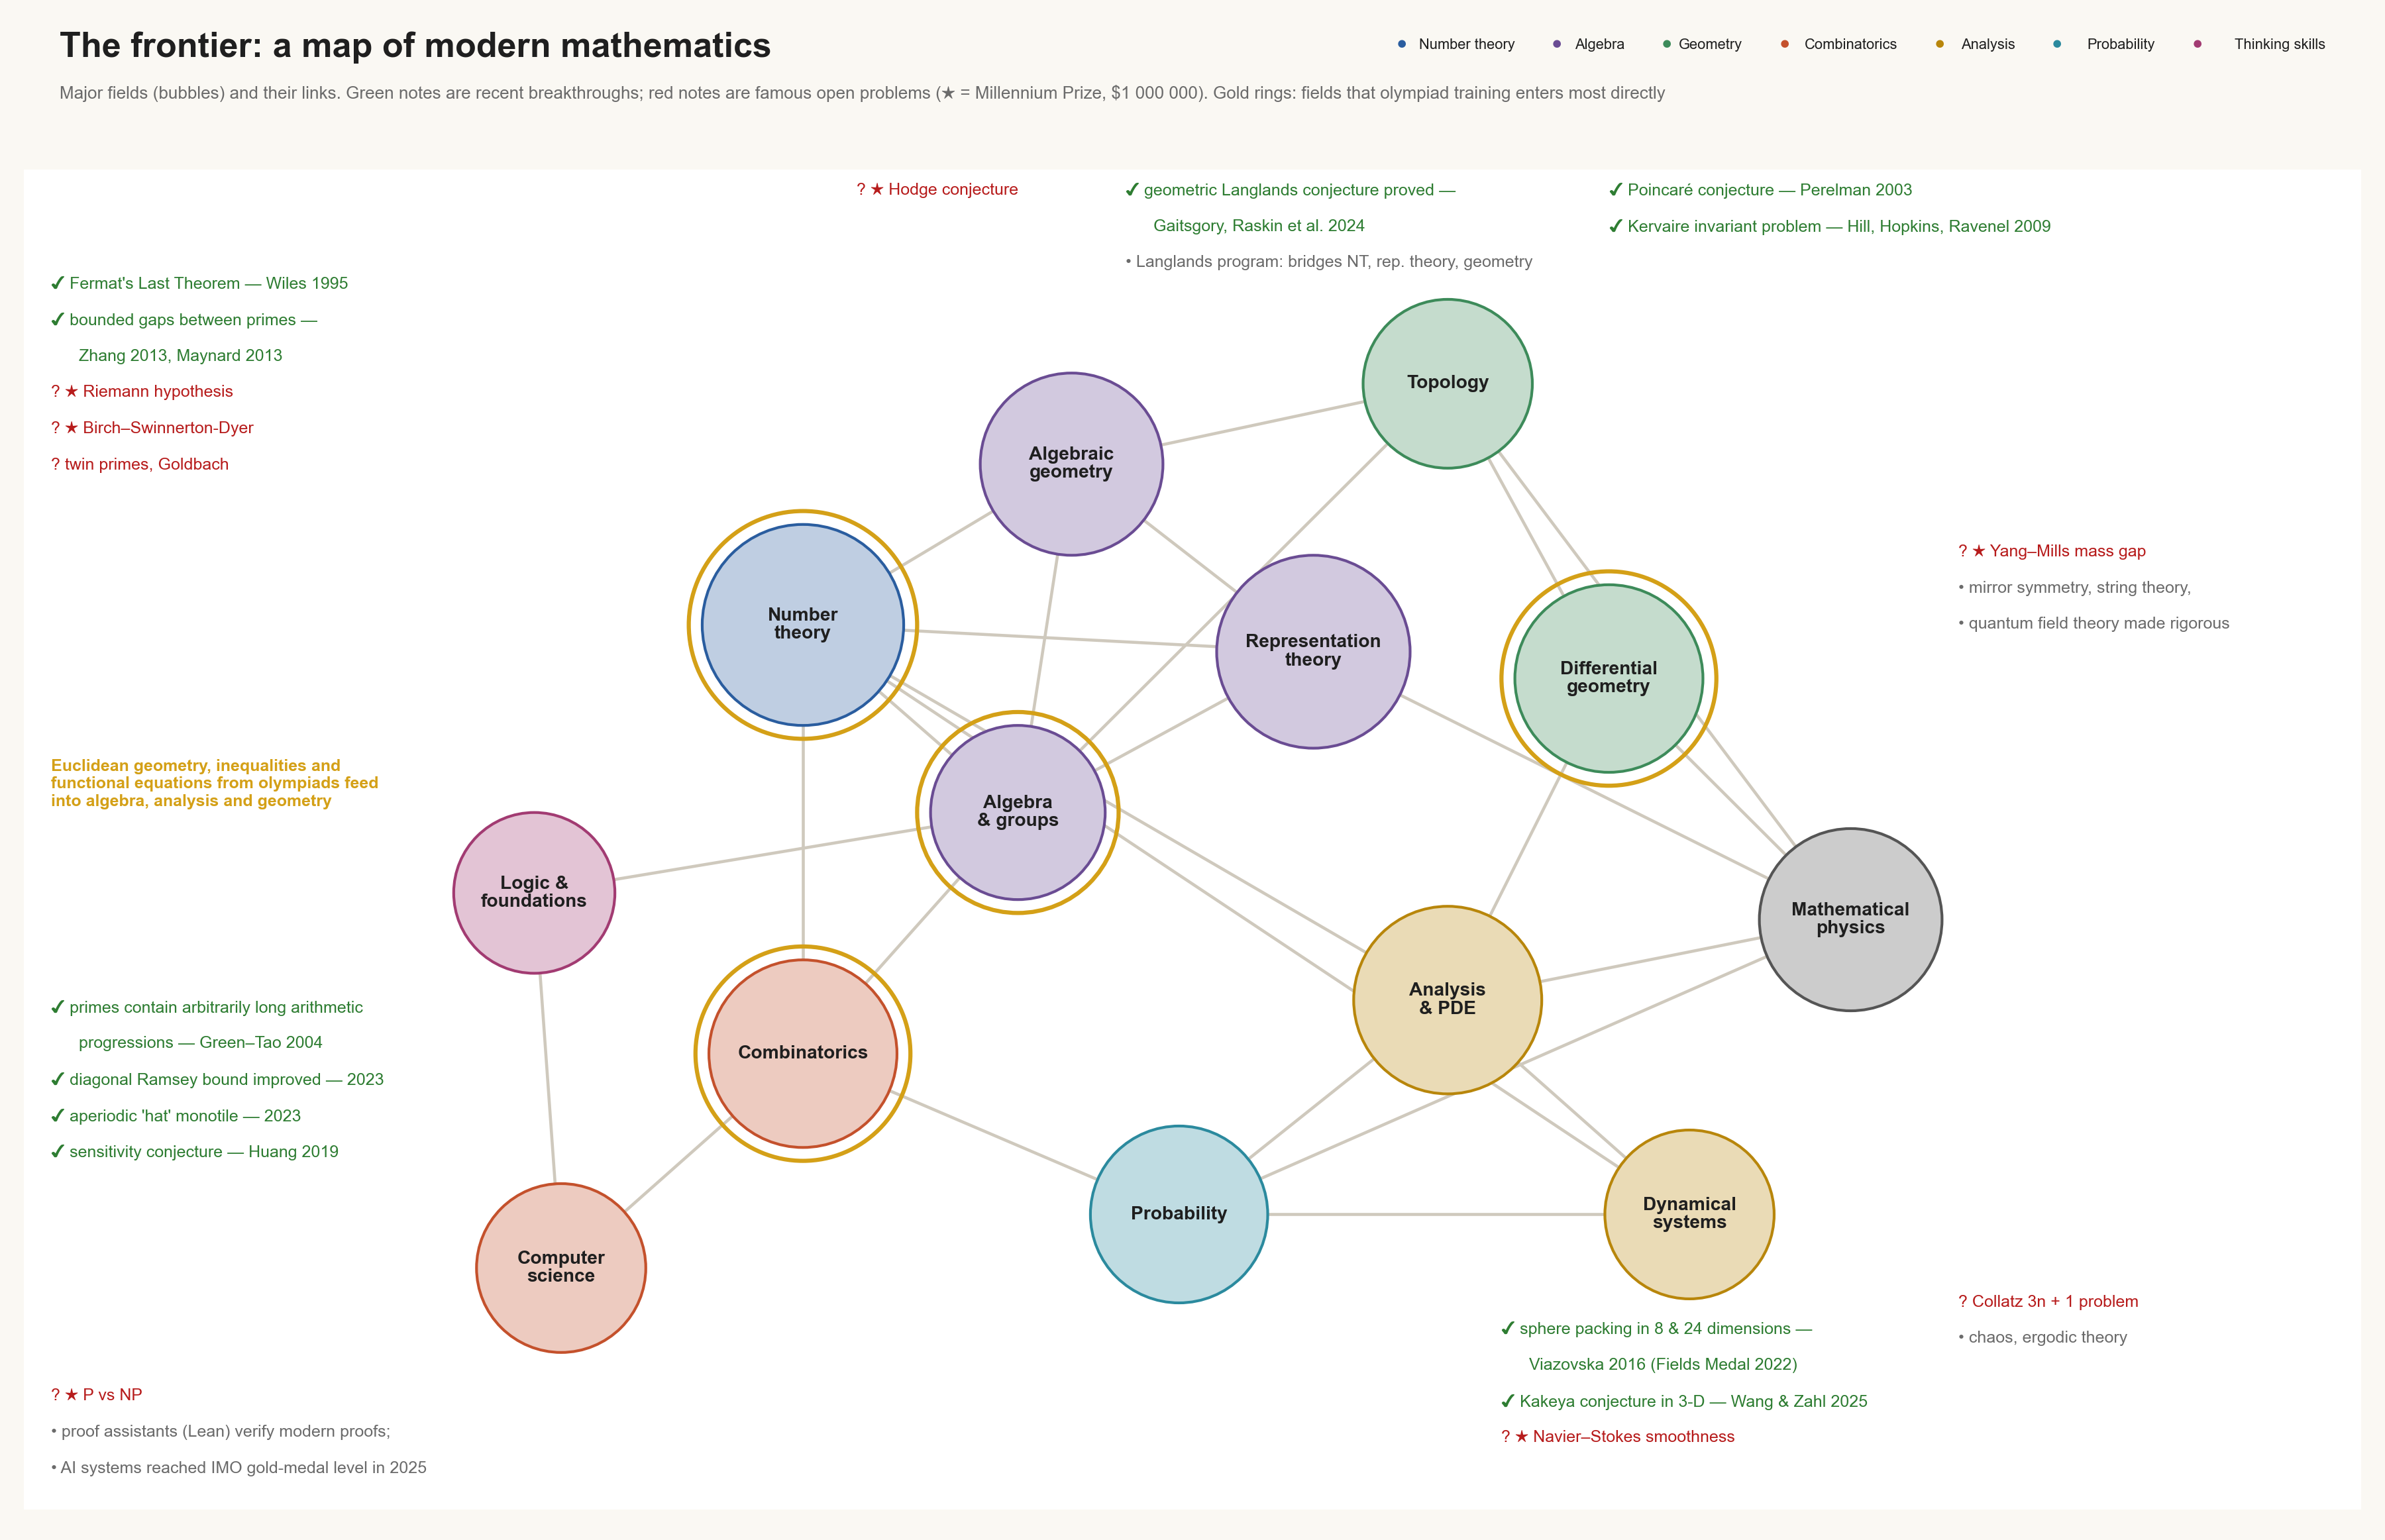 The frontier: a map of modern mathematics
Number theory
Algebra
Geometry
Combinatorics
Analysis
Probability
Thinking skills
Major fields (bubbles) and their links. Green notes are recent breakthroughs; red notes are famous open problems (★ = Millennium Prize, $1 000 000). Gold rings: fields that olympiad training enters most directly
? ★ Hodge conjecture
✓ geometric Langlands conjecture proved —
Gaitsgory, Raskin et al. 2024
• Langlands program: bridges NT, rep. theory, geometry
✓ Poincaré conjecture — Perelman 2003
✓ Kervaire invariant problem — Hill, Hopkins, Ravenel 2009
✓ Fermat's Last Theorem — Wiles 1995
✓ bounded gaps between primes —
Zhang 2013, Maynard 2013
? ★ Riemann hypothesis
? ★ Birch–Swinnerton-Dyer
? twin primes, Goldbach
Topology
Algebraic
geometry
Number
theory
Representation
theory
Differential
geometry
? ★ Yang–Mills mass gap
• mirror symmetry, string theory,
• quantum field theory made rigorous
Euclidean geometry, inequalities and
functional equations from olympiads feed
into algebra, analysis and geometry
Algebra
& groups
Logic &
foundations
Mathematical
physics
Analysis
& PDE
Combinatorics
✓ primes contain arbitrarily long arithmetic
progressions — Green–Tao 2004
✓ diagonal Ramsey bound improved — 2023
✓ aperiodic 'hat' monotile — 2023
✓ sensitivity conjecture — Huang 2019
Probability
Dynamical
systems
Computer
science
? Collatz 3n + 1 problem
• chaos, ergodic theory
✓ sphere packing in 8 & 24 dimensions —
Viazovska 2016 (Fields Medal 2022)
✓ Kakeya conjecture in 3-D — Wang & Zahl 2025
? ★ Navier–Stokes smoothness
? ★ P vs NP
• proof assistants (Lean) verify modern proofs;
• AI systems reached IMO gold-medal level in 2025